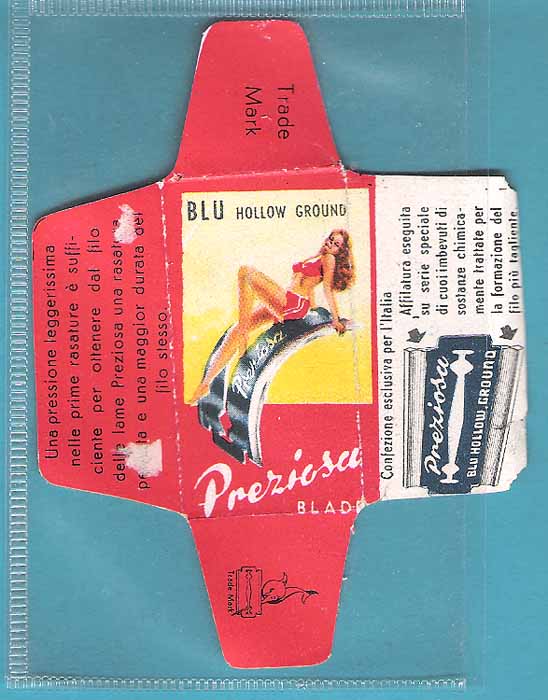 Trade
Mark
BLU HOLLOW GROUND
Preziosa
Preziosa
BLADE
Una pressione leggerissima
nelle prime rasature è suffi-
ciente per ottenere dal filo
delle lame Preziosa una rasatura
e una maggior durata del
filo stesso.
Confezione esclusiva per l'Italia
Affilatura eseguita
su serie speciale
di cuoi imbevuti di
sostanze chimica-
mente trattate per
la formazione del
filo più tagliente
Preziosa
BLU HOLLOW GROUND
Trade Mark